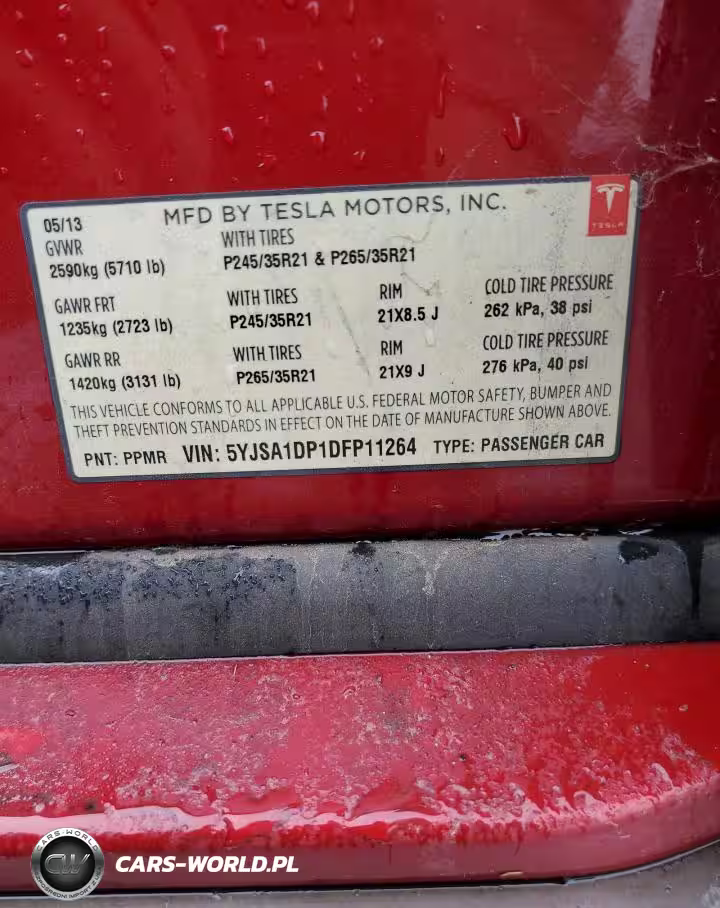 05/13 MFD BY TESLA MOTORS, INC.
TESLA
GVWR WITH TIRES
2590kg (5710 lb) P245/35R21 & P265/35R21
GAWR FRT WITH TIRES RIM COLD TIRE PRESSURE
1235kg (2723 lb) P245/35R21 21X8.5 J 262 kPa, 38 psi
GAWR RR WITH TIRES RIM COLD TIRE PRESSURE
1420kg (3131 lb) P265/35R21 21X9 J 276 kPa, 40 psi
THIS VEHICLE CONFORMS TO ALL APPLICABLE U.S. FEDERAL MOTOR SAFETY, BUMPER AND
THEFT PREVENTION STANDARDS IN EFFECT ON THE DATE OF MANUFACTURE SHOWN ABOVE.
PNT: PPMR VIN: 5YJSA1DP1DFP11264 TYPE: PASSENGER CAR
CARS-WORLD
CW
CARS-WORLD.PL